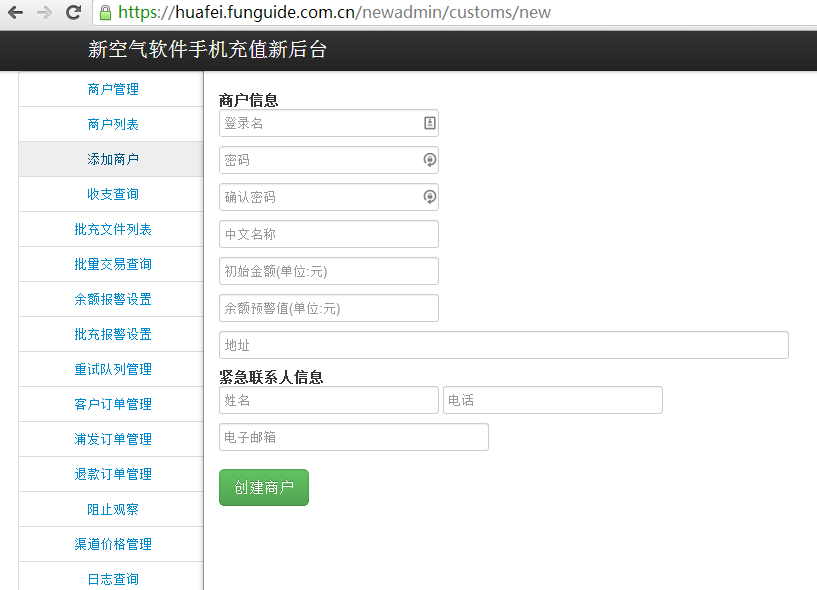 https://huafei.funguide.com.cn/newadmin/customs/new
新空气软件手机充值新后台
商户管理
商户列表
添加商户
收支查询
批充文件列表
批量交易查询
余额报警设置
批充报警设置
重试队列管理
客户订单管理
浦发订单管理
退款订单管理
阻止观察
渠道价格管理
日志查询
商户信息
登录名
密码
确认密码
中文名称
初始金额(单位:元)
余额预警值(单位:元)
地址
紧急联系人信息
姓名 电话
电子邮箱
创建商户